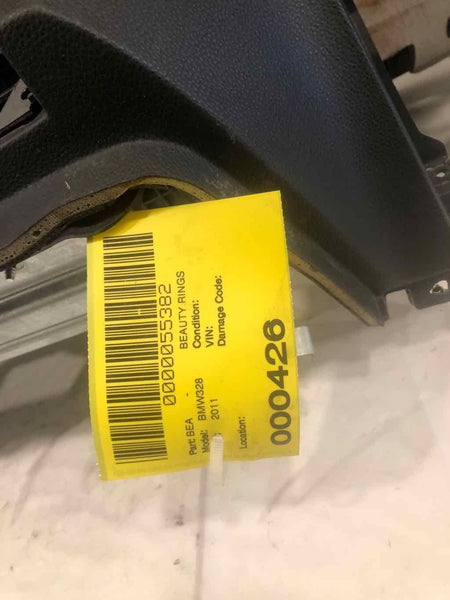 0000055382
BEAUTY RINGS
Part: BEA -
Condition:
Model: BMW328
VIN:
2011
Damage Code:
Location:
000426